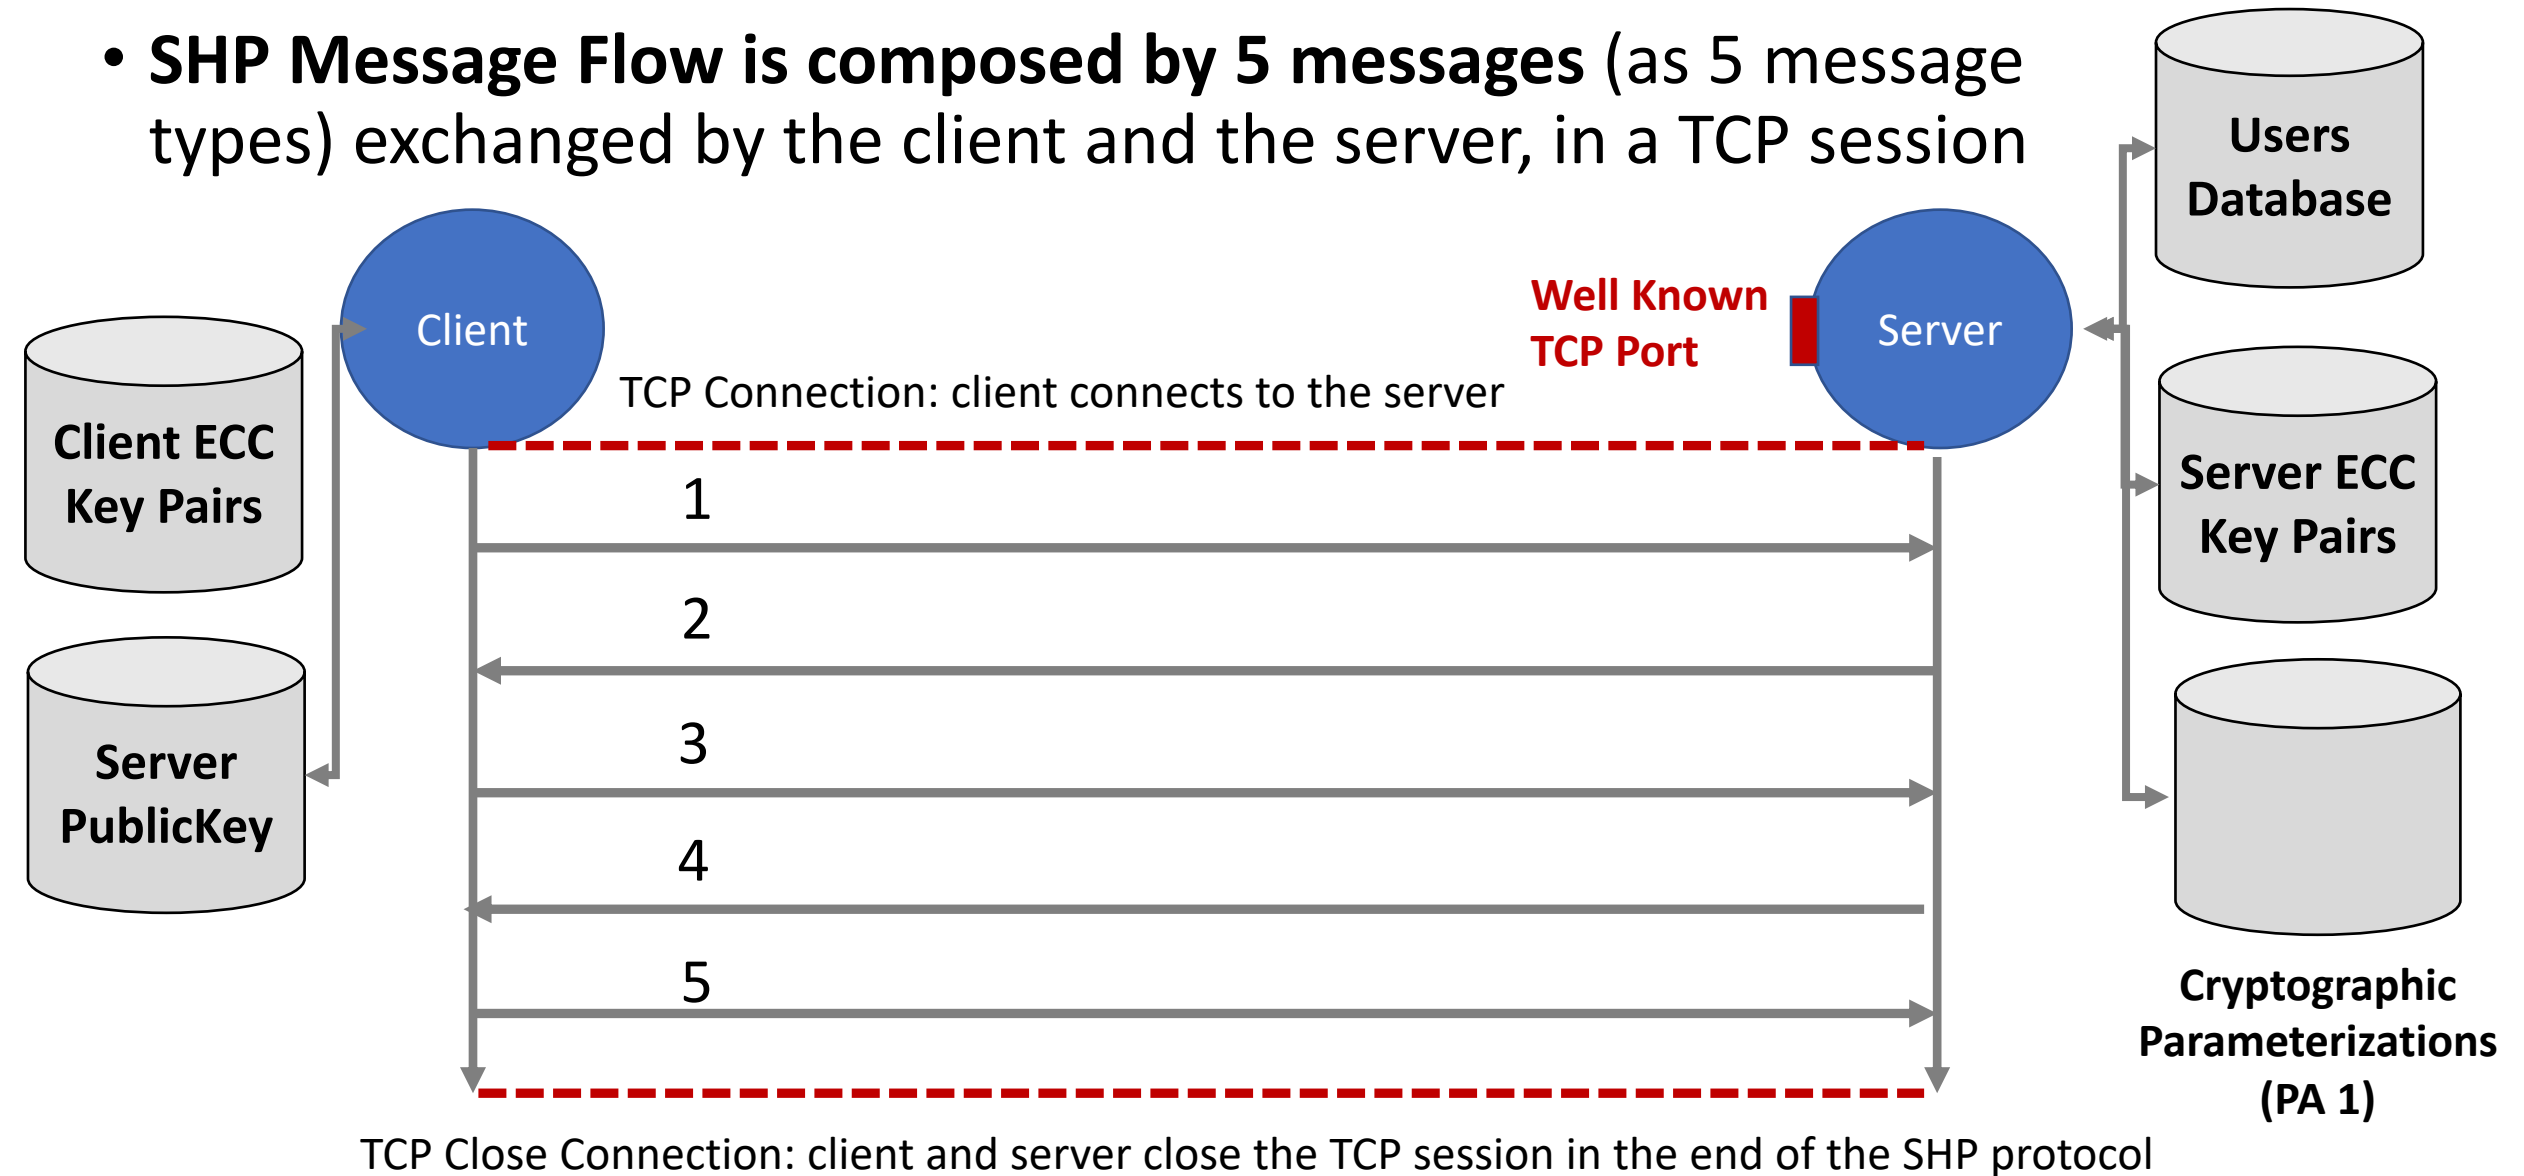 • SHP Message Flow is composed by 5 messages (as 5 message
types) exchanged by the client and the server, in a TCP session
Users
Database
Client
Well Known
TCP Port
Server
TCP Connection: client connects to the server
Client ECC
Key Pairs
Server ECC
Key Pairs
1
2
3
Server
PublicKey
4
5
Cryptographic
Parameterizations
(PA 1)
TCP Close Connection: client and server close the TCP session in the end of the SHP protocol